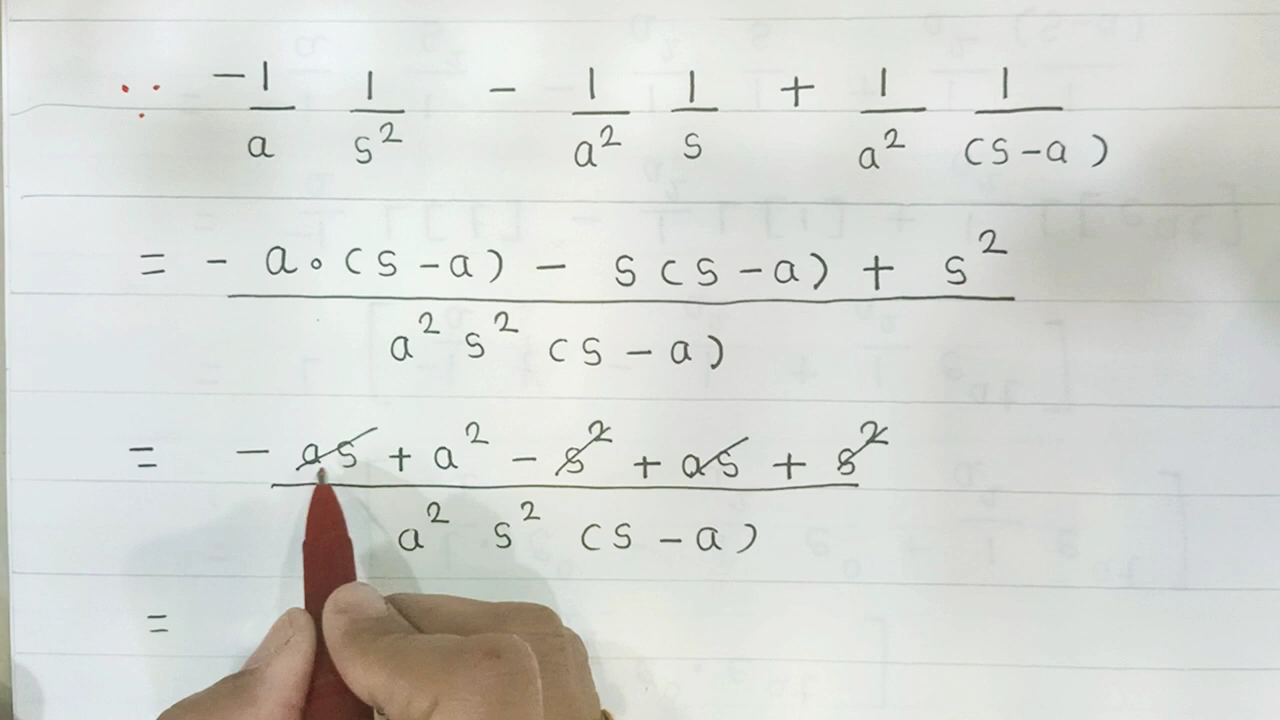 ∵ -1/a 1/s² - 1/a² 1/s + 1/a² 1/(s-a)
= - a·(s-a) - s(s-a) + s² / a² s² (s-a)
= - as + a² - s² + as + s² / a² s² (s-a)
=